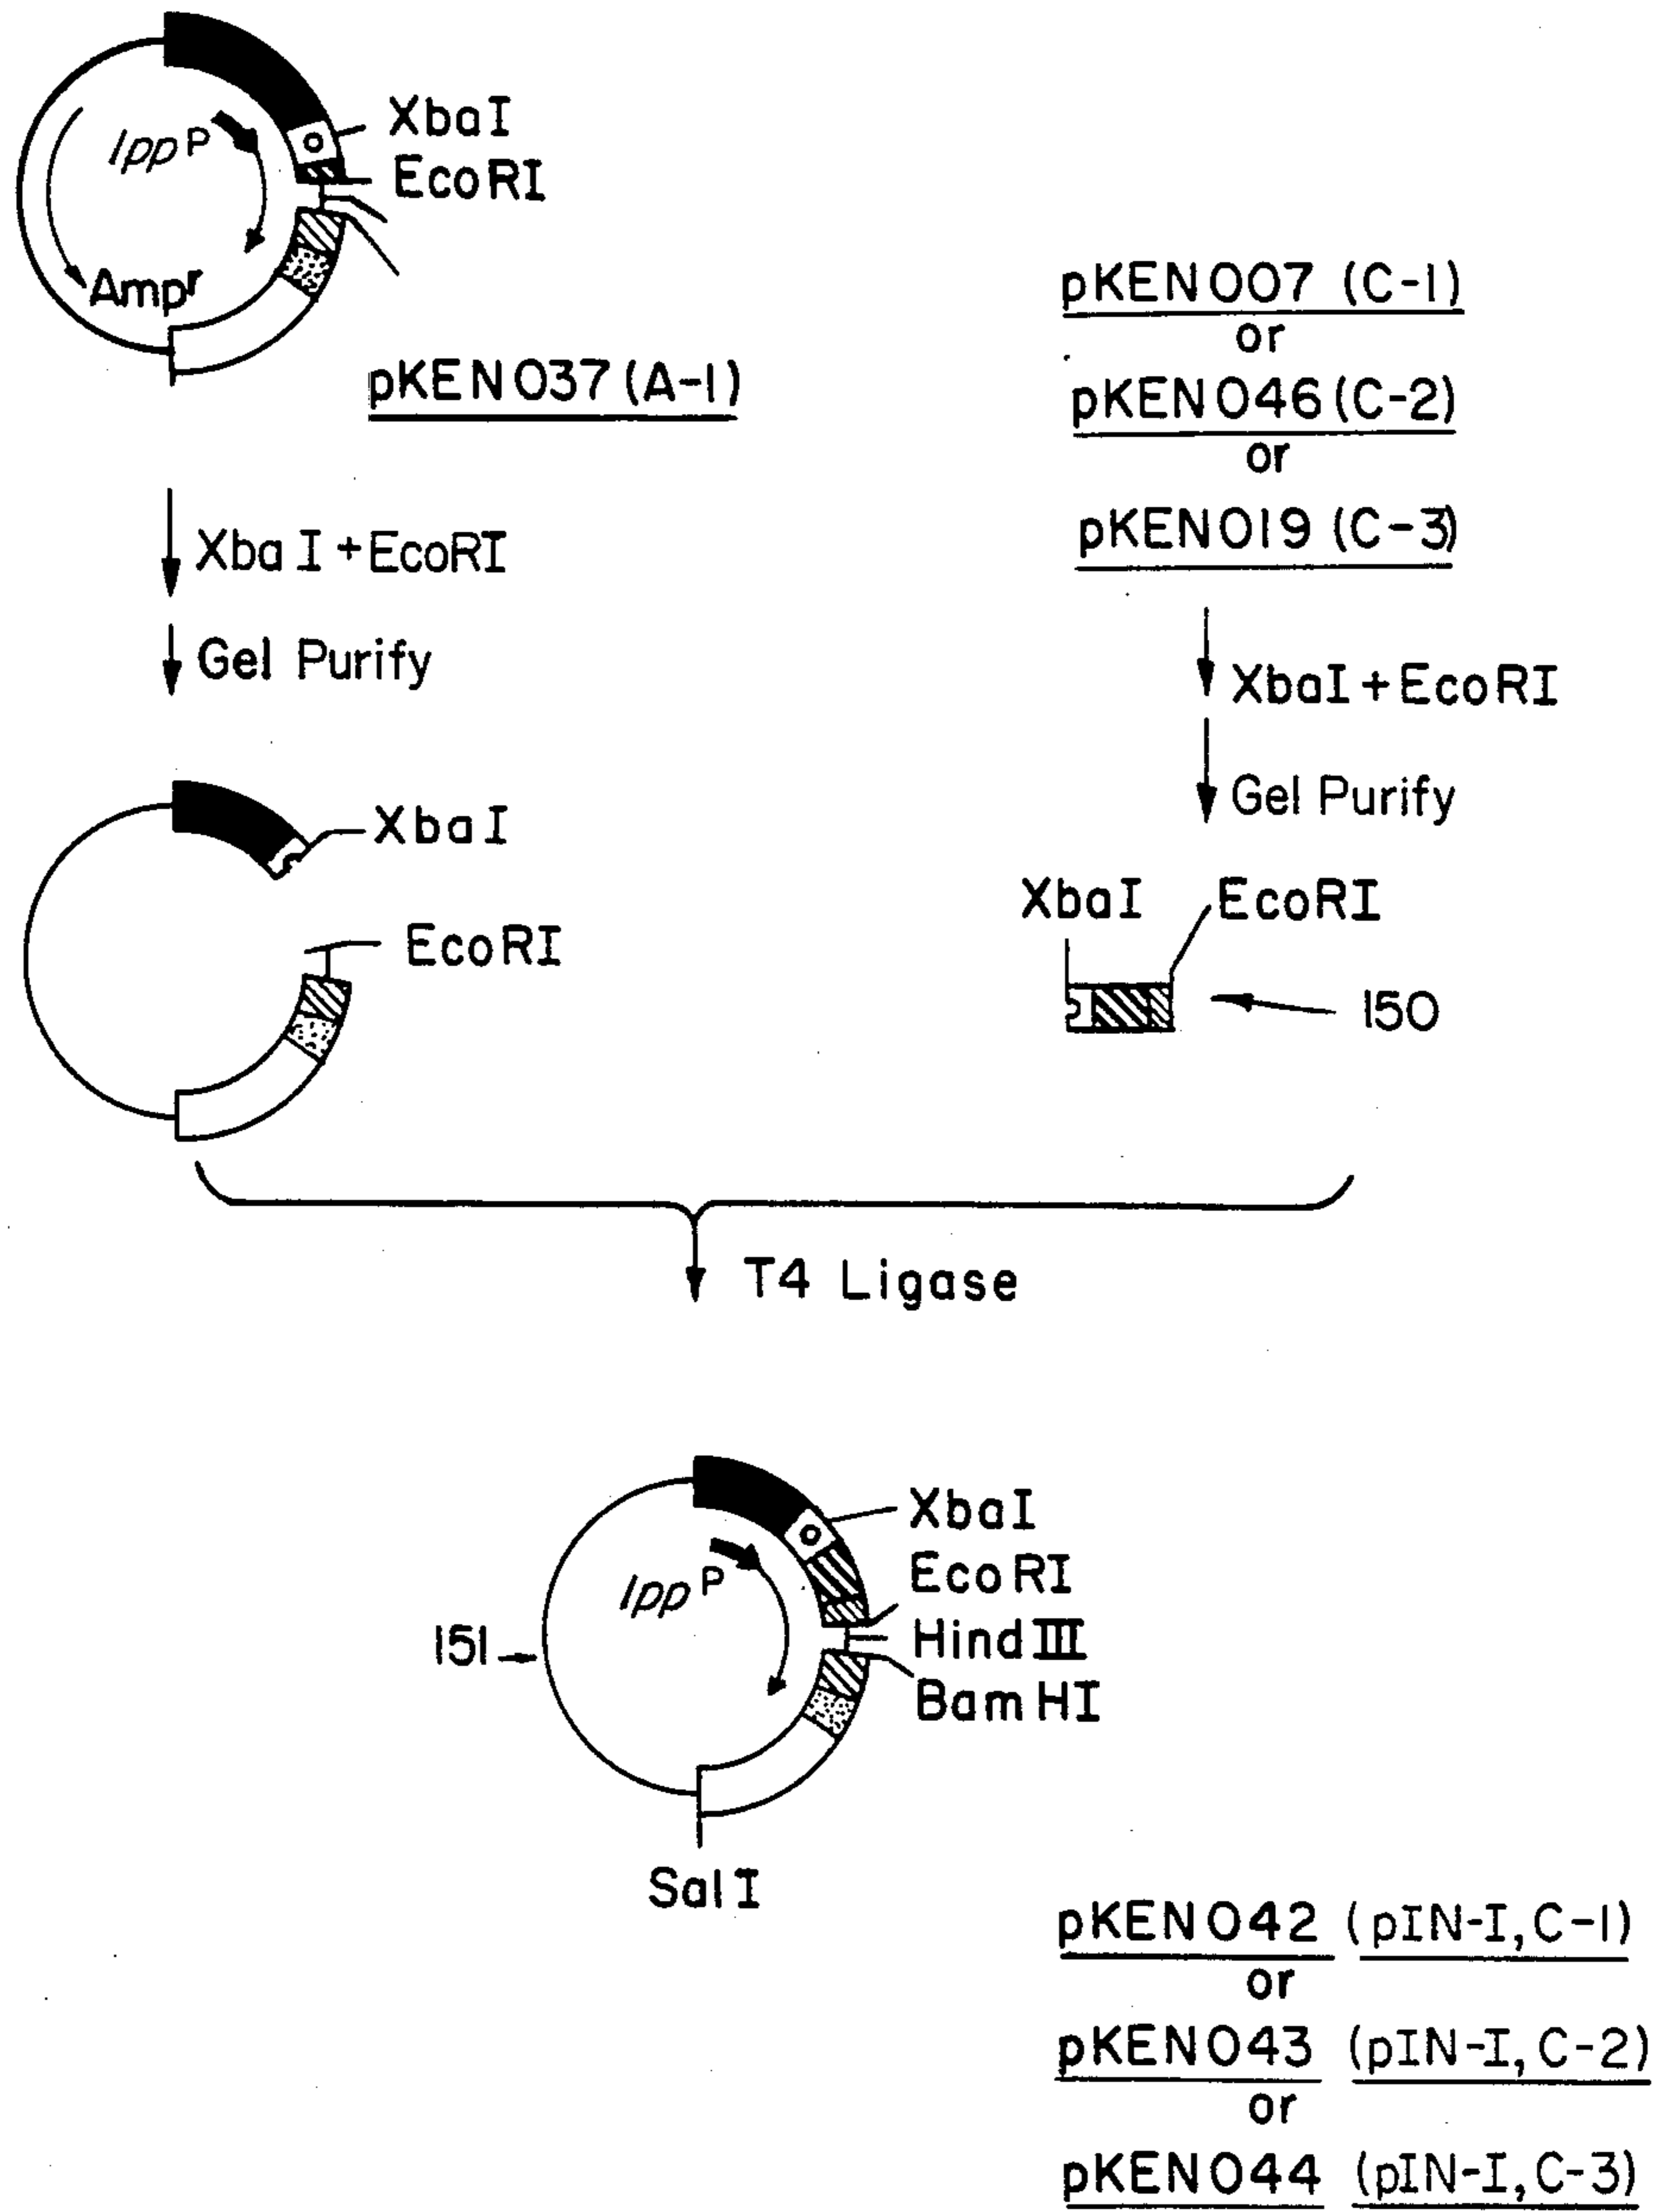 XbaI
EcoRI
lpp P
Ampr
pKEN037 (A-1)
XbaI + EcoRI
Gel Purify
pKEN007 (C-1)
or
pKEN046 (C-2)
or
pKEN019 (C-3)
XbaI + EcoRI
Gel Purify
XbaI
EcoRI
XbaI
EcoRI
150
T4 Ligase
XbaI
EcoRI
HindIII
BamHI
lpp P
151
SalI
pKEN042 (pIN-I, C-1)
or
pKEN043 (pIN-I, C-2)
or
pKEN044 (pIN-I, C-3)